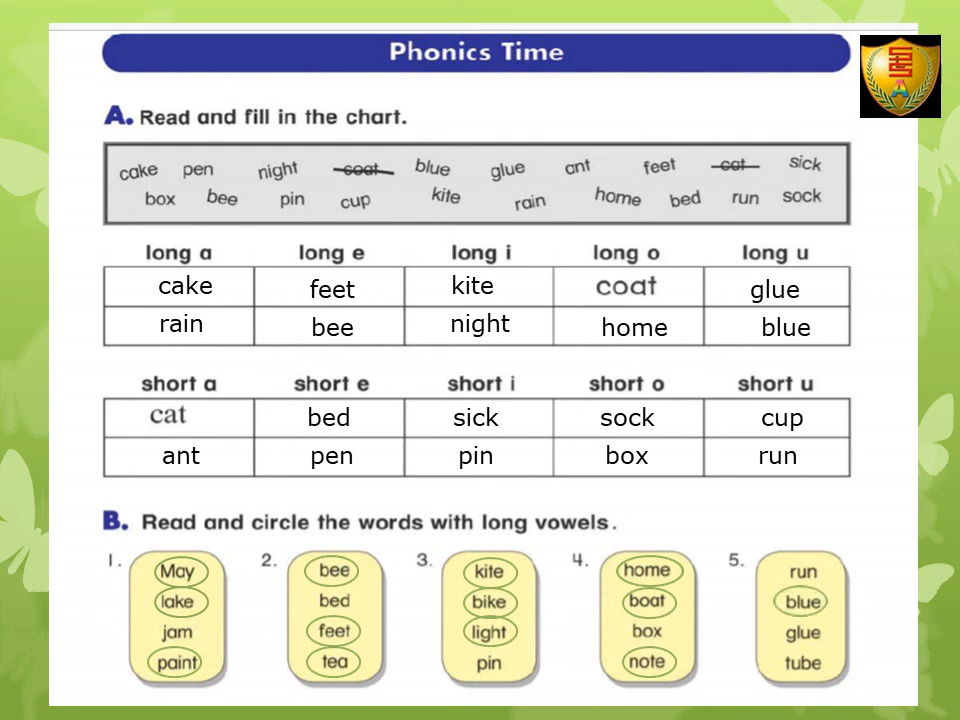 Phonics Time
A. Read and fill in the chart.
cake pen night coat blue glue ant feet cat sick
box bee pin cup kite rain home bed run sock
long a long e long i long o long u
cake feet kite coat glue
rain bee night home blue
short a short e short i short o short u
cat bed sick sock cup
ant pen pin box run
B. Read and circle the words with long vowels.
1. May
lake
jam
paint
2. bee
bed
feet
tea
3. kite
bike
light
pin
4. home
boat
box
note
5. run
blue
glue
tube